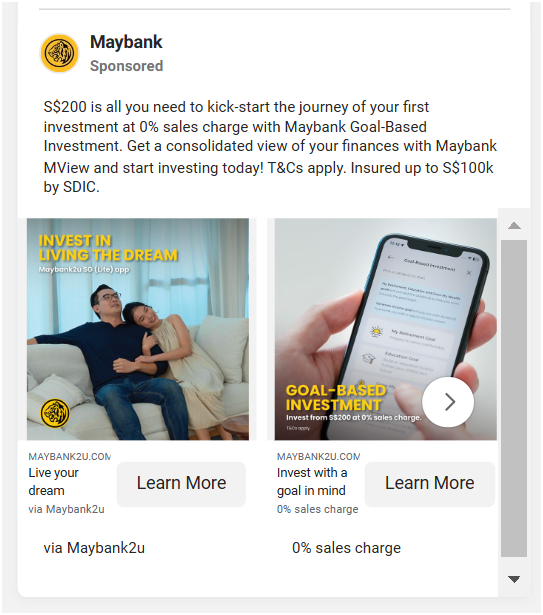 Maybank
Sponsored
S$200 is all you need to kick-start the journey of your first
investment at 0% sales charge with Maybank Goal-Based
Investment. Get a consolidated view of your finances with Maybank
MView and start investing today! T&Cs apply. Insured up to S$100k
by SDIC.
INVEST IN
LIVING THE DREAM
Maybank2u SG (Lite) app
Goal-Based Investment
My Retirement Goal
Education Goal
GOAL-BASED
INVESTMENT
Invest from S$200 at 0% sales charge.
T&Cs apply
MAYBANK2U.COM
Live your
dream
via Maybank2u
Learn More
MAYBANK2U.COM
Invest with a
goal in mind
0% sales charge
Learn More
via Maybank2u
0% sales charge